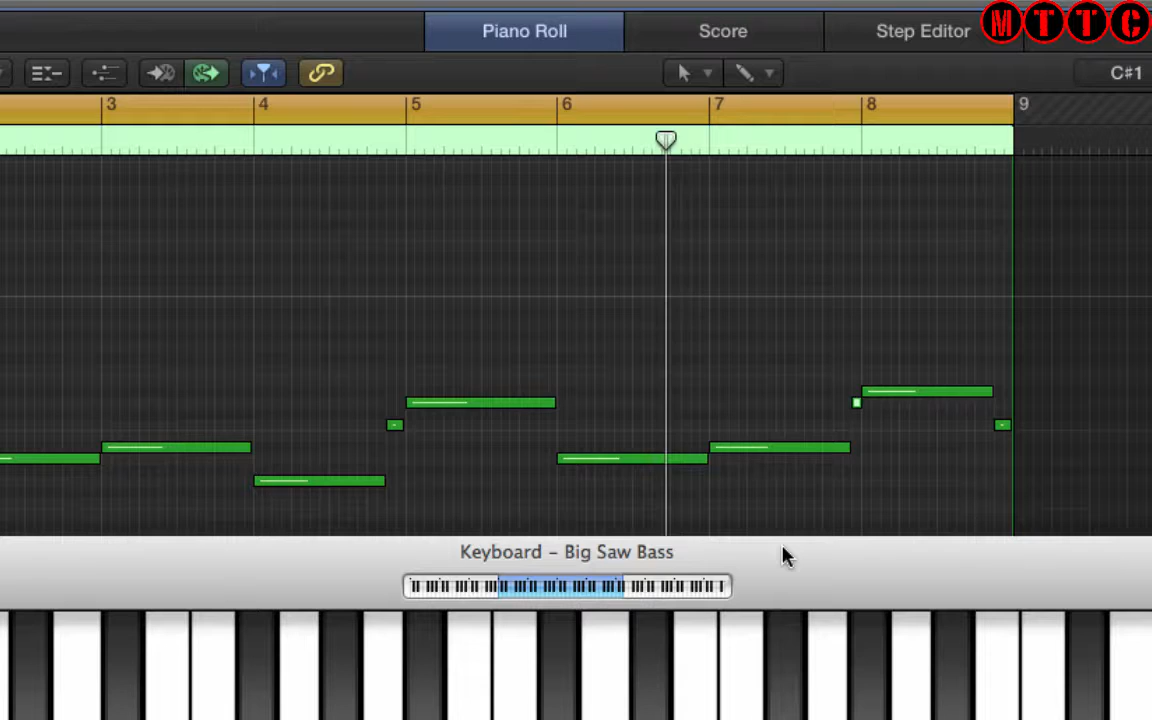 Piano Roll Score Step Editor MTTC
C#1
3 4 5 6 7 8 9
Keyboard – Big Saw Bass